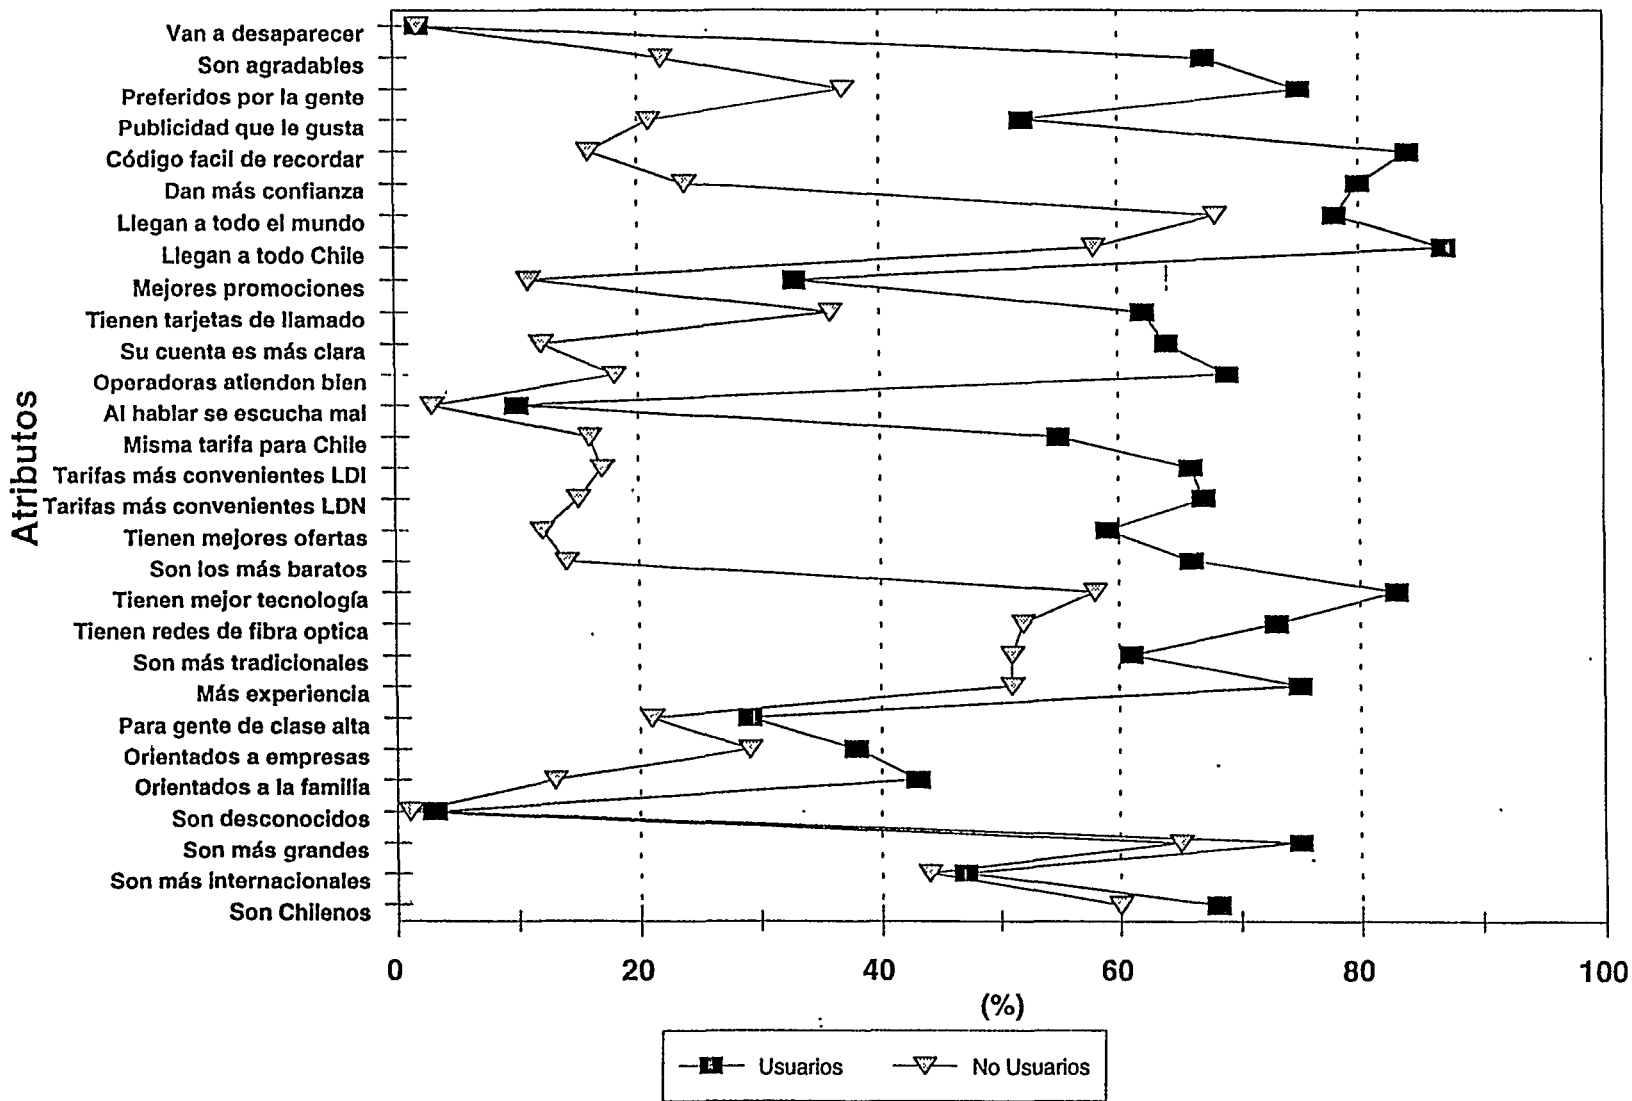 Van a desaparecer
Son agradables
Preferidos por la gente
Publicidad que le gusta
Código facil de recordar
Dan más confianza
Llegan a todo el mundo
Llegan a todo Chile
Mejores promociones
Tienen tarjetas de llamado
Su cuenta es más clara
Operadoras atienden bien
Al hablar se escucha mal
Misma tarifa para Chile
Tarifas más convenientes LDI
Tarifas más convenientes LDN
Tienen mejores ofertas
Son los más baratos
Tienen mejor tecnología
Tienen redes de fibra optica
Son más tradicionales
Más experiencia
Para gente de clase alta
Orientados a empresas
Orientados a la familia
Son desconocidos
Son más grandes
Son más internacionales
Son Chilenos
Atributos
0 20 40 60 80 100
(%)
Usuarios No Usuarios